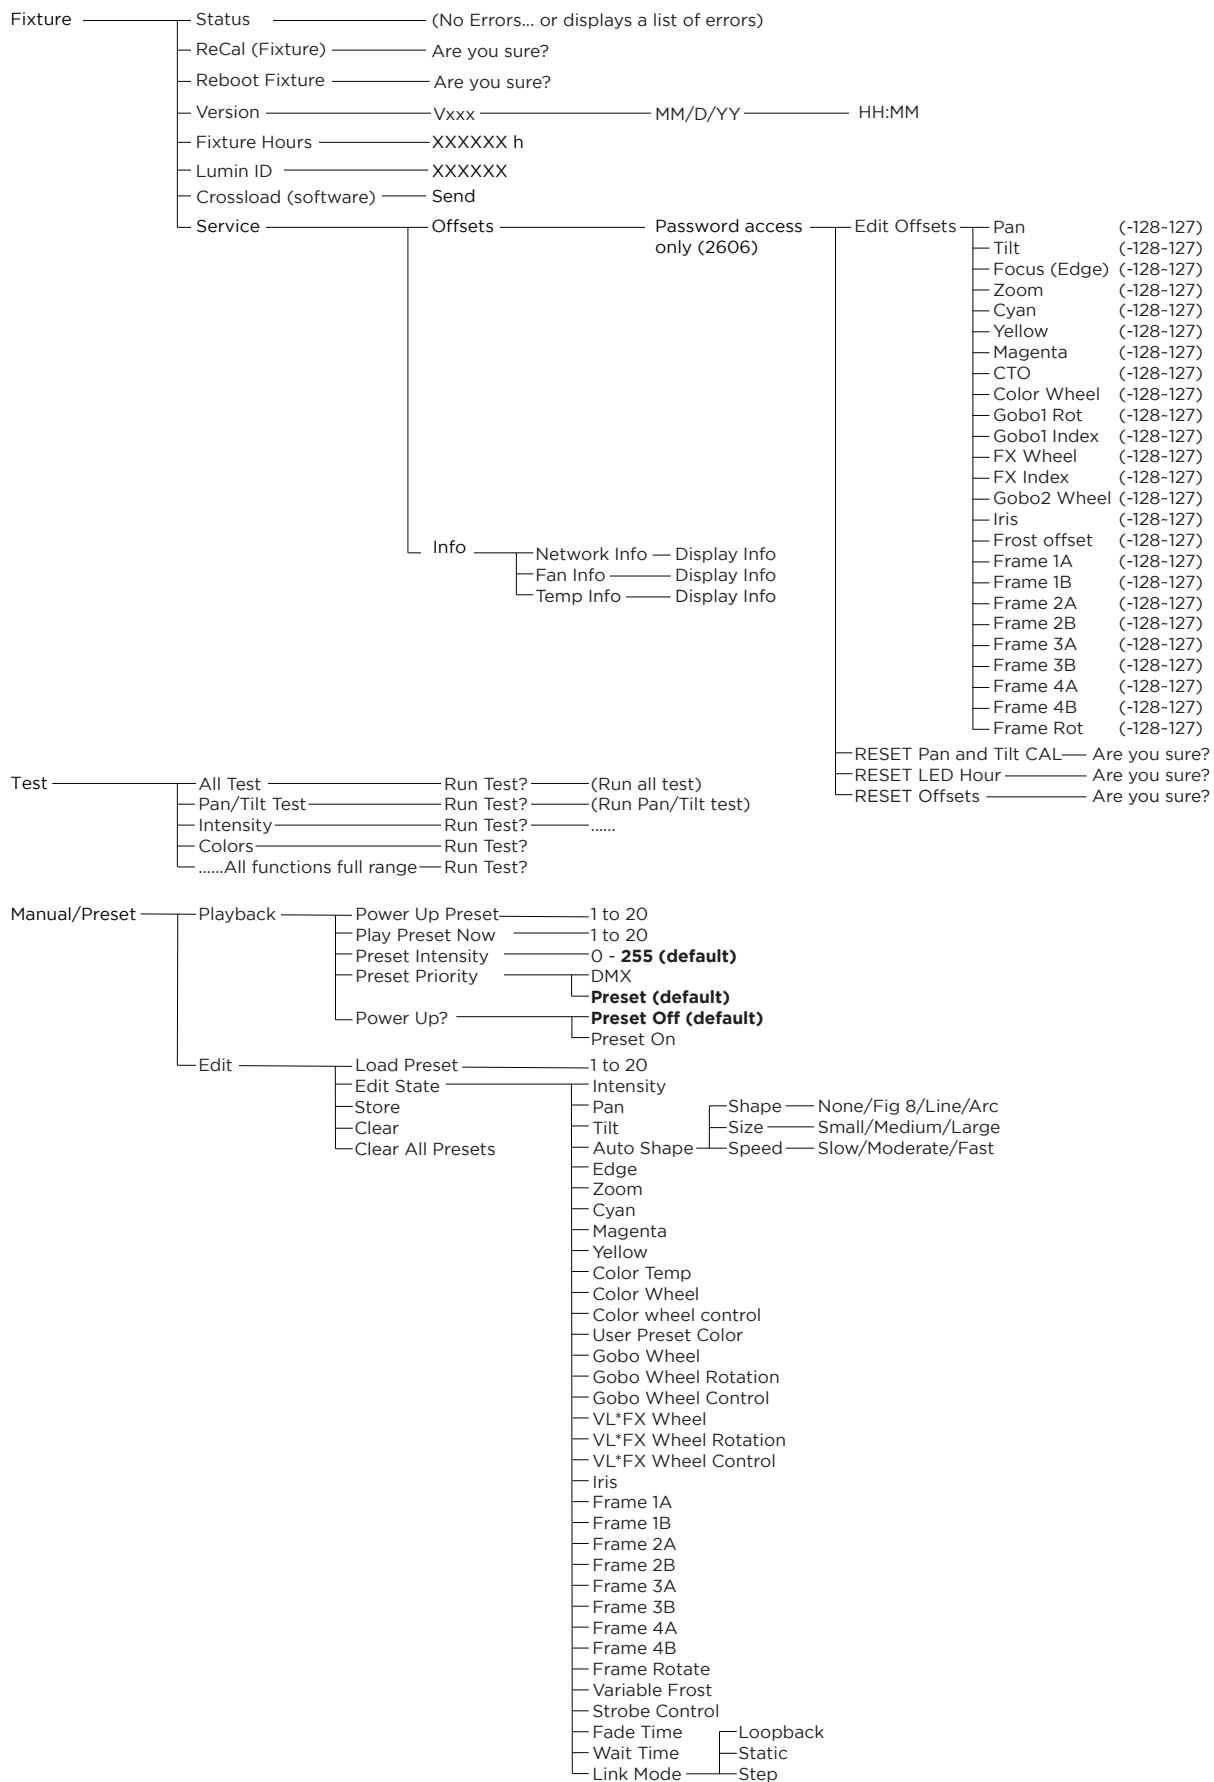 Fixture Status (No Errors... or displays a list of errors)
ReCal (Fixture) Are you sure?
Reboot Fixture Are you sure?
Version Vxxx MM/D/YY HH:MM
Fixture Hours XXXXXX h
Lumin ID XXXXXX
Crossload (software) Send
Service Offsets Password access only (2606) Edit Offsets Pan (-128~127)
Tilt (-128~127)
Focus (Edge) (-128~127)
Zoom (-128~127)
Cyan (-128~127)
Yellow (-128~127)
Magenta (-128~127)
CTO (-128~127)
Color Wheel (-128~127)
Gobo1 Rot (-128~127)
Gobo1 Index (-128~127)
FX Wheel (-128~127)
FX Index (-128~127)
Gobo2 Wheel (-128~127)
Iris (-128~127)
Frost offset (-128~127)
Frame 1A (-128~127)
Frame 1B (-128~127)
Frame 2A (-128~127)
Frame 2B (-128~127)
Frame 3A (-128~127)
Frame 3B (-128~127)
Frame 4A (-128~127)
Frame 4B (-128~127)
Frame Rot (-128~127)
RESET Pan and Tilt CAL Are you sure?
RESET LED Hour Are you sure?
RESET Offsets Are you sure?
Info Network Info Display Info
Fan Info Display Info
Temp Info Display Info
Test All Test Run Test? (Run all test)
Pan/Tilt Test Run Test? (Run Pan/Tilt test)
Intensity Run Test? ......
Colors Run Test?
......All functions full range Run Test?
Manual/Preset Playback Power Up Preset 1 to 20
Play Preset Now 1 to 20
Preset Intensity 0 - 255 (default)
Preset Priority DMX
Preset (default)
Power Up? Preset Off (default)
Preset On
Edit Load Preset 1 to 20
Edit State Intensity
Store Pan Shape None/Fig 8/Line/Arc
Clear Tilt Size Small/Medium/Large
Clear All Presets Auto Shape Speed Slow/Moderate/Fast
Edge
Zoom
Cyan
Magenta
Yellow
Color Temp
Color Wheel
Color wheel control
User Preset Color
Gobo Wheel
Gobo Wheel Rotation
Gobo Wheel Control
VL*FX Wheel
VL*FX Wheel Rotation
VL*FX Wheel Control
Iris
Frame 1A
Frame 1B
Frame 2A
Frame 2B
Frame 3A
Frame 3B
Frame 4A
Frame 4B
Frame Rotate
Variable Frost
Strobe Control
Fade Time Loopback
Wait Time Static
Link Mode Step